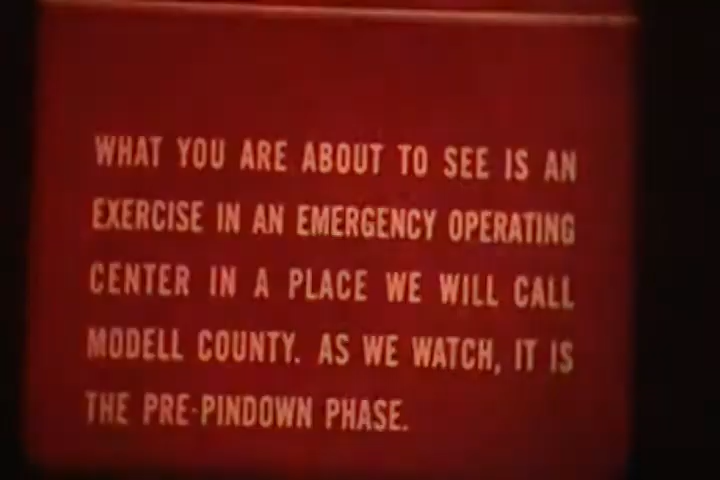 WHAT YOU ARE ABOUT TO SEE IS AN
EXERCISE IN AN EMERGENCY OPERATING
CENTER IN A PLACE WE WILL CALL
MODELL COUNTY. AS WE WATCH, IT IS
THE PRE-PINDOWN PHASE.